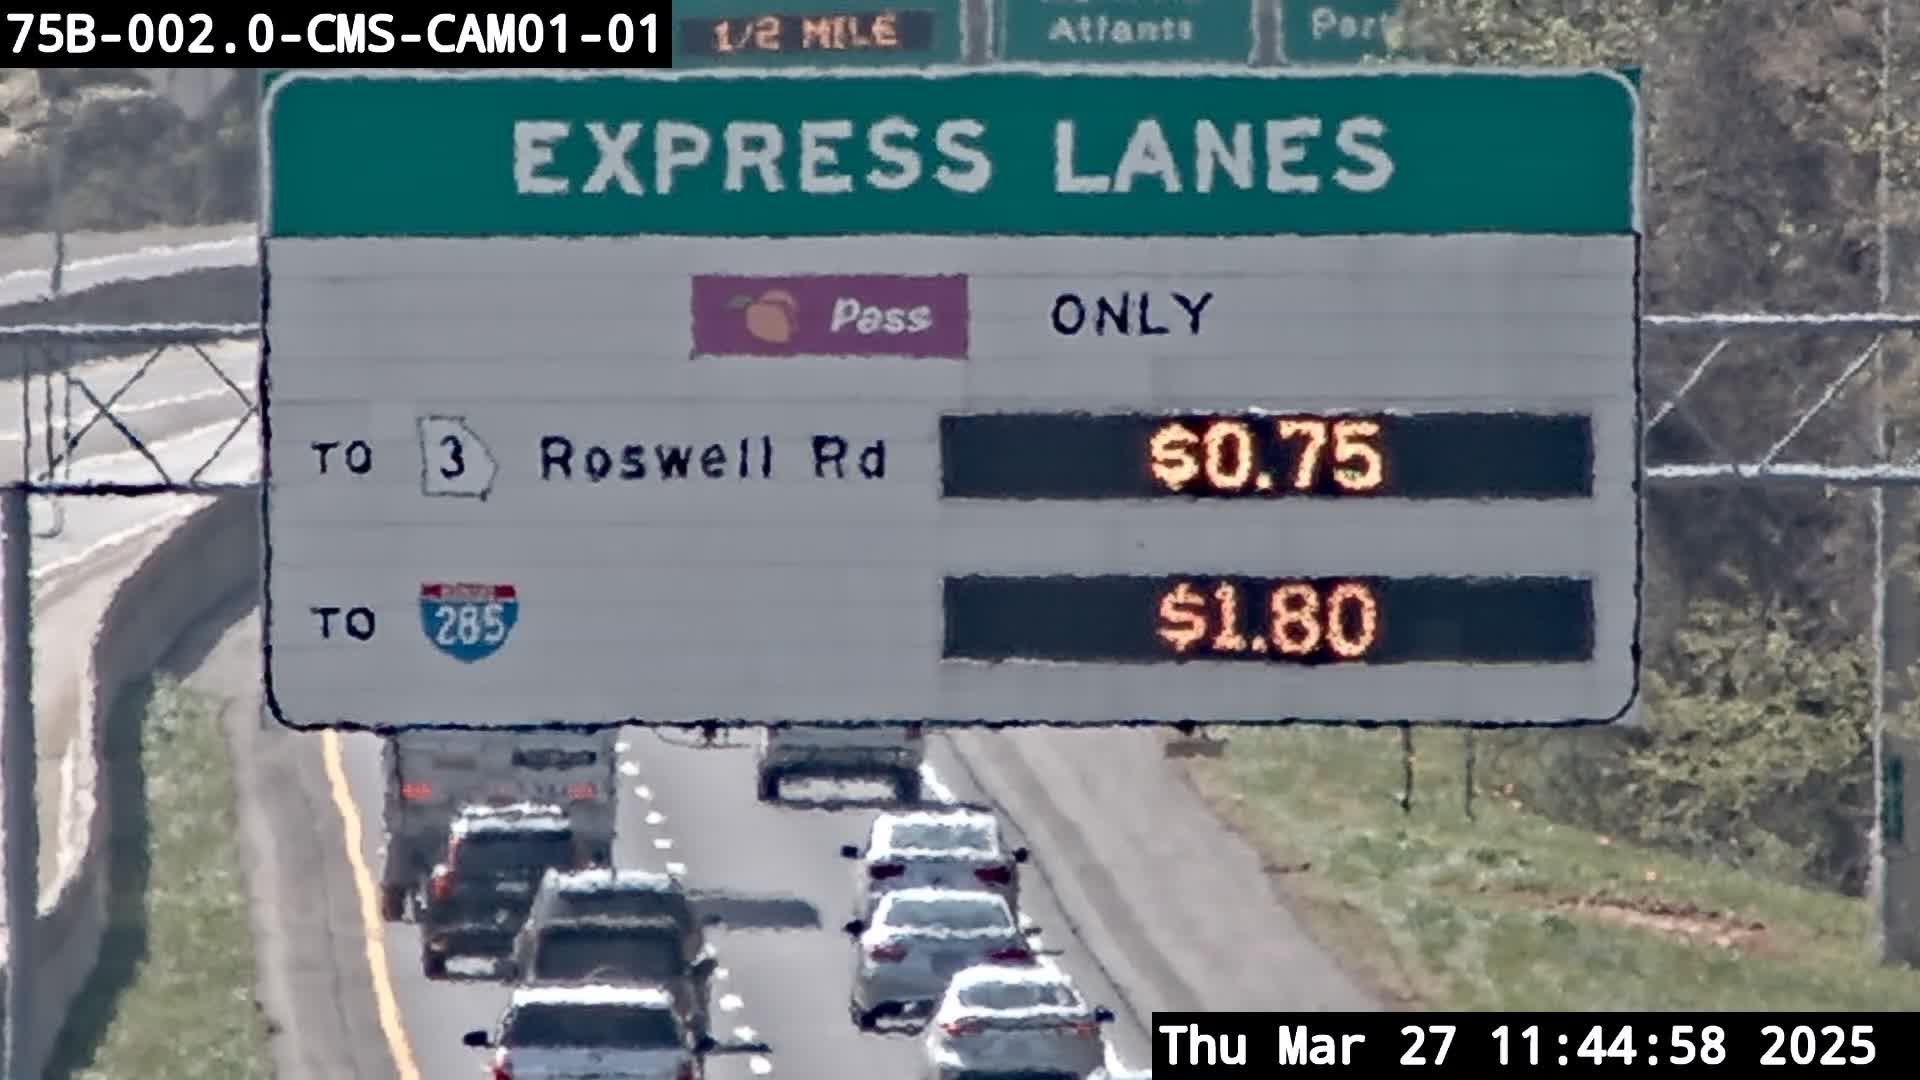 75B-002.0-CMS-CAM01-01
1/2 MILE
Atlanta
EXPRESS LANES
Pass ONLY
TO 3 Roswell Rd $0.75
TO 285 $1.80
Thu Mar 27 11:44:58 2025